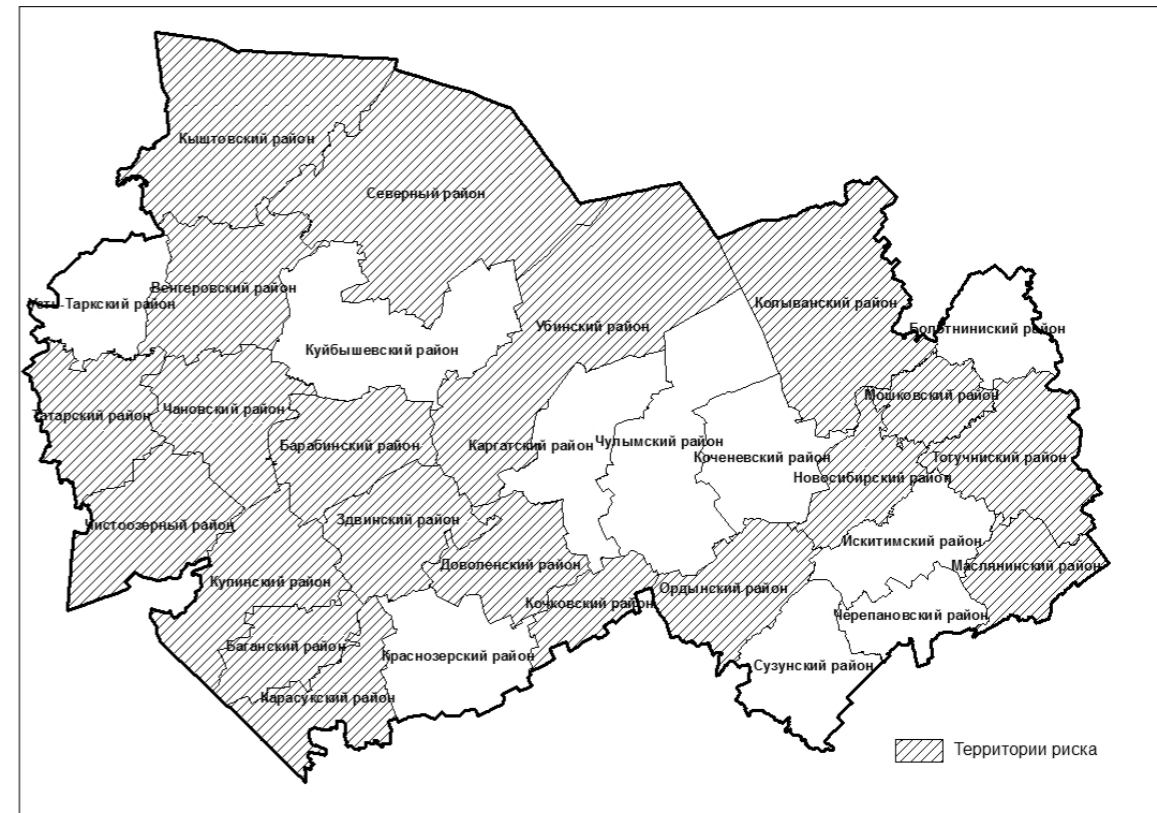 Кыштовский район
Северный район
Венгеровский район
Усть-Таркский район
Колыванский район
Убинский район
Болотнинский район
Куйбышевский район
Мошковский район
Татарский район
Чановский район
Барабинский район
Каргатский район
Чулымский район
Коченевский район
Тогучниский район
Новосибирский район
Чистоозерный район
Здвинский район
Искитимский район
Доволенский район
Маслянинский район
Купинский район
Кочковский район
Ордынский район
Черепановский район
Баганский район
Краснозерский район
Сузунский район
Карасукский район
Территории риска